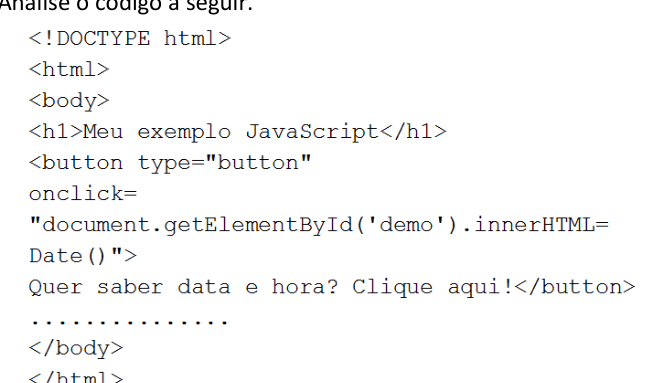 Analise o código a seguir.
<!DOCTYPE html>
<html>
<body>
<h1>Meu exemplo JavaScript</h1>
<button type="button"
onclick=
"document.getElementById('demo').innerHTML=
Date()">
Quer saber data e hora? Clique aqui!</button>
...............
</body>
</html>